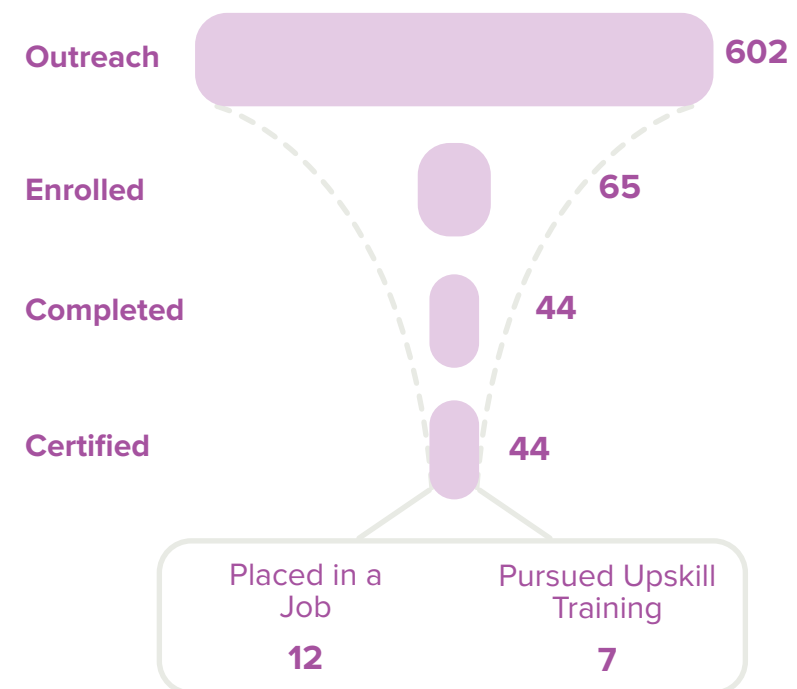 Outreach 602
Enrolled 65
Completed 44
Certified 44
Placed in a
Job
12
Pursued Upskill
Training
7